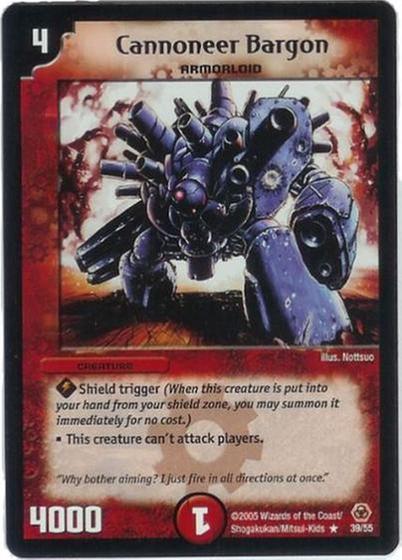 4
Cannoneer Bargon
ARMORLOID
illus. Nottsuo
CREATURE
Shield trigger (When this creature is put into
your hand from your shield zone, you may summon it
immediately for no cost.)
▪ This creature can't attack players.
"Why bother aiming? I just fire in all directions at once."
4000
1
©2005 Wizards of the Coast/
Shogakukan/Mitsui-Kids ★ 39/55